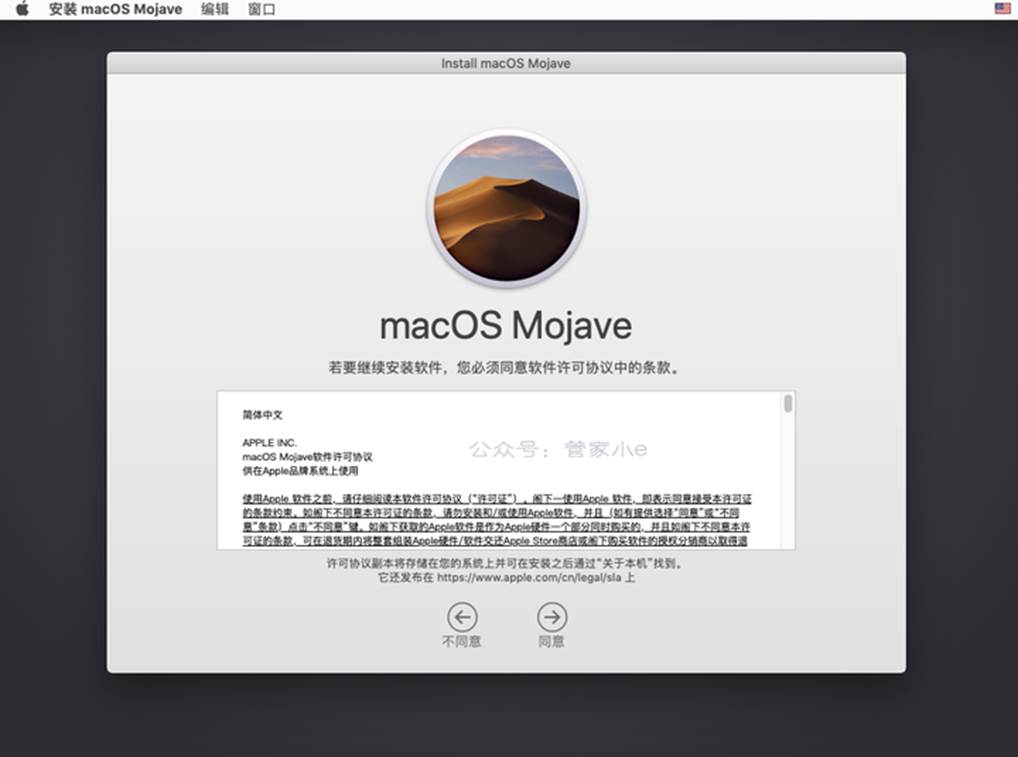 安装 macOS Mojave 编辑 窗口
Install macOS Mojave
macOS Mojave
若要继续安装软件，您必须同意软件许可协议中的条款。
简体中文
APPLE INC.
macOS Mojave软件许可协议
供在Apple品牌系统上使用
公众号：管家小e
使用Apple 软件之前，请仔细阅读本软件许可协议（“许可证”）。阁下一使用Apple 软件，即表示同意接受本许可证
的条款约束。如阁下不同意本许可证的条款，请勿安装和/或使用Apple软件，并且（如有提供选择“同意”或“不同
意”条款）点击“不同意”键。如阁下获取的Apple软件是作为Apple硬件一个部分同时购买的，并且如阁下不同意本许
可证的条款，可在退货期内将整套组装Apple硬件/软件交还Apple Store商店或阁下购买软件的授权分销商以取得退
许可协议副本将存储在您的系统上并可在安装之后通过“关于本机”找到。
它还发布在 https://www.apple.com/cn/legal/sla 上
不同意 同意